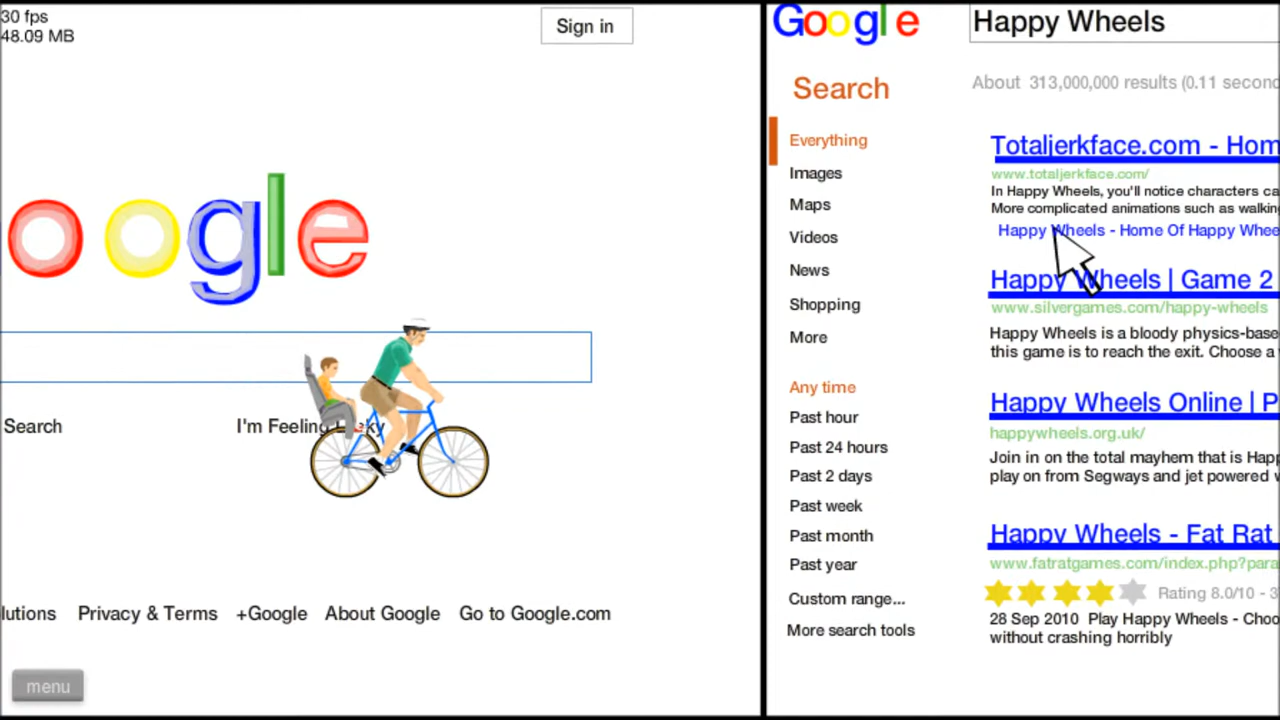 30 fps
48.09 MB
Sign in
oogle
Search
I'm Feeling
lutions Privacy & Terms +Google About Google Go to Google.com
menu
Google
Happy Wheels
Search
About 313,000,000 results (0.11 second
Everything
Images
Maps
Videos
News
Shopping
More
Any time
Past hour
Past 24 hours
Past 2 days
Past week
Past month
Past year
Custom range...
More search tools
Totaljerkface.com - Hom
www.totaljerkface.com/
In Happy Wheels, you'll notice characters ca
More complicated animations such as walkin
Happy Wheels - Home Of Happy Whee
Happy Wheels | Game 2
www.silvergames.com/happy-wheels
Happy Wheels is a bloody physics-base
this game is to reach the exit. Choose a
Happy Wheels Online | P
happywheels.org.uk/
Join in on the total mayhem that is Happ
play on from Segways and jet powered w
Happy Wheels - Fat Rat
www.fatratgames.com/index.php?para
Rating 8.0/10 - 3
28 Sep 2010 Play Happy Wheels - Choo
without crashing horribly